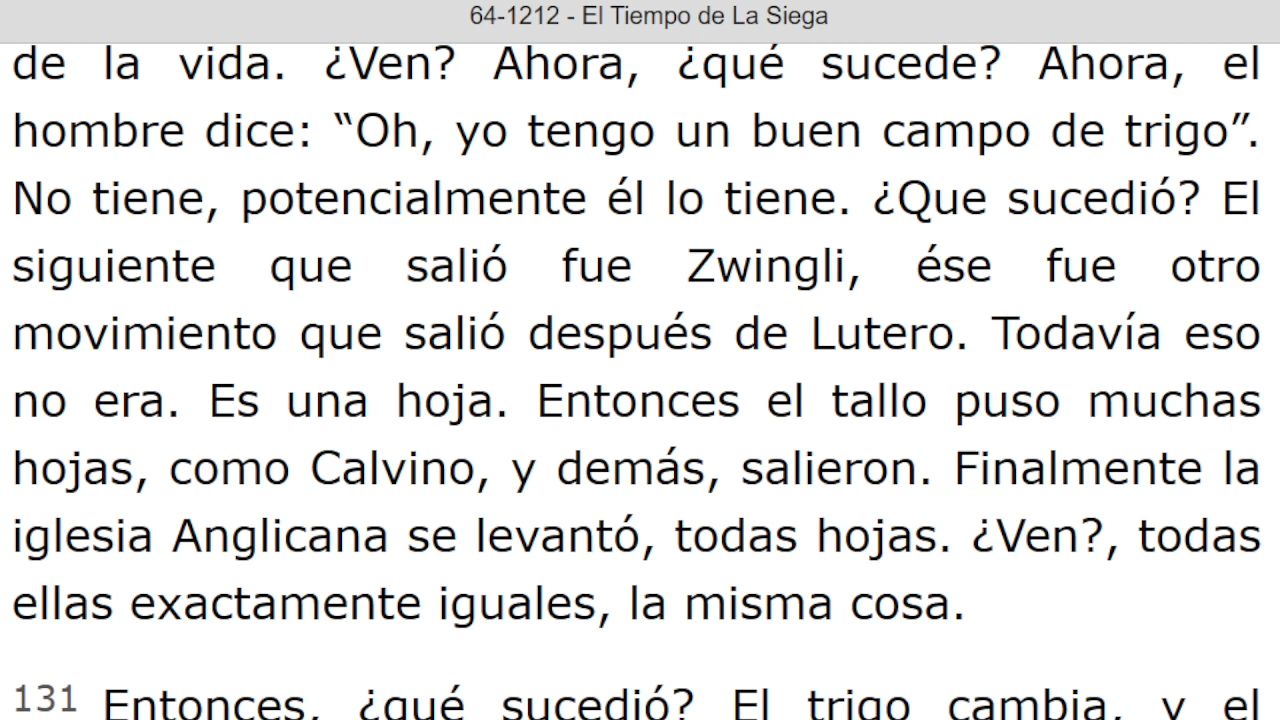 64-1212 - El Tiempo de La Siega
de la vida. ¿Ven? Ahora, ¿qué sucede? Ahora, el
hombre dice: “Oh, yo tengo un buen campo de trigo”.
No tiene, potencialmente él lo tiene. ¿Que sucedió? El
siguiente que salió fue Zwingli, ése fue otro
movimiento que salió después de Lutero. Todavía eso
no era. Es una hoja. Entonces el tallo puso muchas
hojas, como Calvino, y demás, salieron. Finalmente la
iglesia Anglicana se levantó, todas hojas. ¿Ven?, todas
ellas exactamente iguales, la misma cosa.
131 Entonces, ¿qué sucedió? El trigo cambia, y el